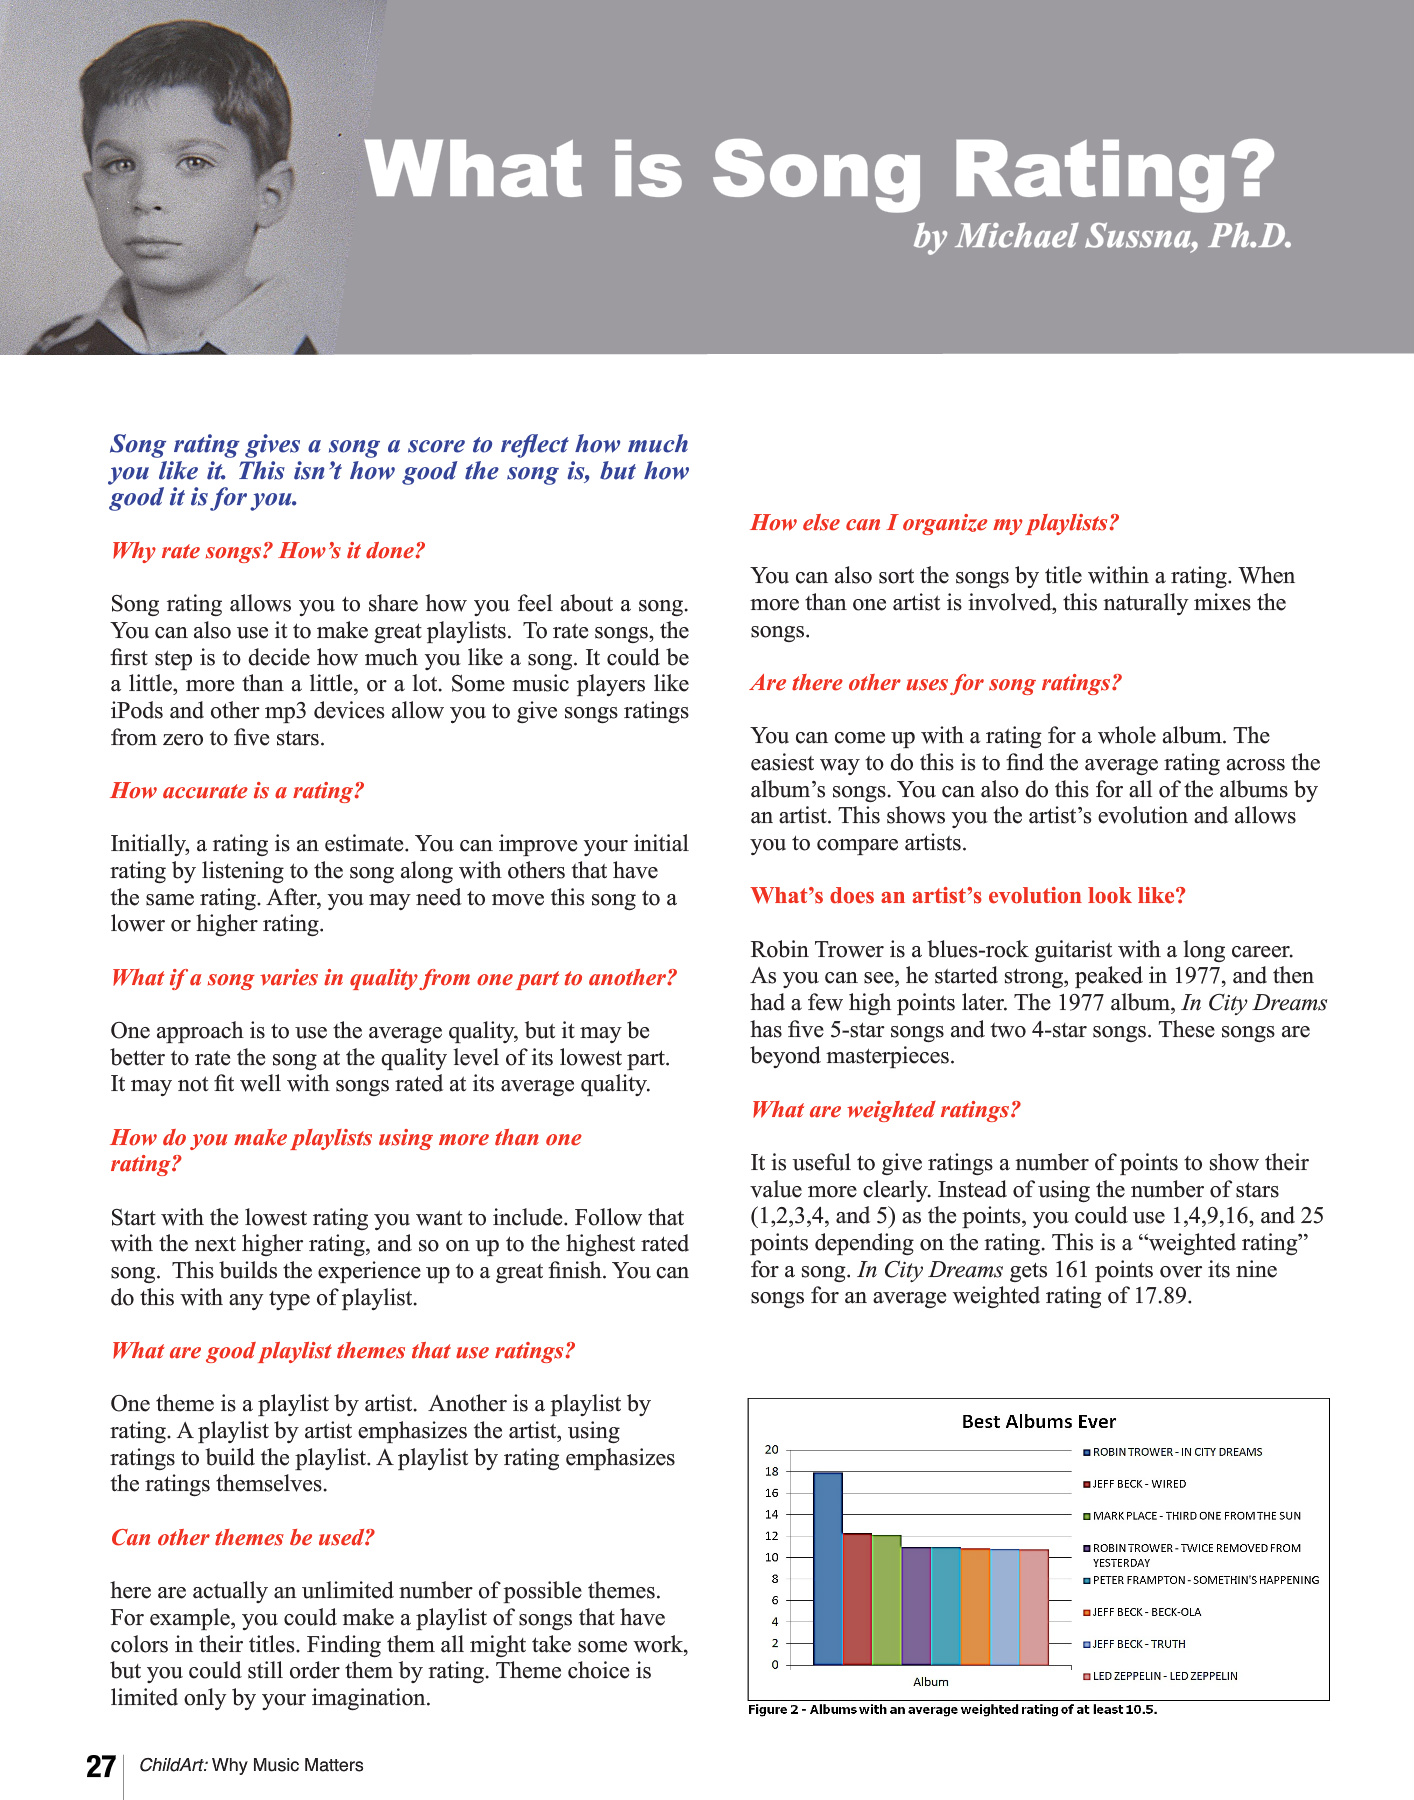 What is Song Rating?
by Michael Sussna, Ph.D.
Song rating gives a song a score to reflect how much
you like it. This isn’t how good the song is, but how
good it is for you.
Why rate songs? How’s it done?
Song rating allows you to share how you feel about a song.
You can also use it to make great playlists. To rate songs, the
first step is to decide how much you like a song. It could be
a little, more than a little, or a lot. Some music players like
iPods and other mp3 devices allow you to give songs ratings
from zero to five stars.
How accurate is a rating?
Initially, a rating is an estimate. You can improve your initial
rating by listening to the song along with others that have
the same rating. After, you may need to move this song to a
lower or higher rating.
What if a song varies in quality from one part to another?
One approach is to use the average quality, but it may be
better to rate the song at the quality level of its lowest part.
It may not fit well with songs rated at its average quality.
How do you make playlists using more than one
rating?
Start with the lowest rating you want to include. Follow that
with the next higher rating, and so on up to the highest rated
song. This builds the experience up to a great finish. You can
do this with any type of playlist.
What are good playlist themes that use ratings?
One theme is a playlist by artist. Another is a playlist by
rating. A playlist by artist emphasizes the artist, using
ratings to build the playlist. A playlist by rating emphasizes
the ratings themselves.
Can other themes be used?
here are actually an unlimited number of possible themes.
For example, you could make a playlist of songs that have
colors in their titles. Finding them all might take some work,
but you could still order them by rating. Theme choice is
limited only by your imagination.
How else can I organize my playlists?
You can also sort the songs by title within a rating. When
more than one artist is involved, this naturally mixes the
songs.
Are there other uses for song ratings?
You can come up with a rating for a whole album. The
easiest way to do this is to find the average rating across the
album’s songs. You can also do this for all of the albums by
an artist. This shows you the artist’s evolution and allows
you to compare artists.
What’s does an artist’s evolution look like?
Robin Trower is a blues-rock guitarist with a long career.
As you can see, he started strong, peaked in 1977, and then
had a few high points later. The 1977 album, In City Dreams
has five 5-star songs and two 4-star songs. These songs are
beyond masterpieces.
What are weighted ratings?
It is useful to give ratings a number of points to show their
value more clearly. Instead of using the number of stars
(1,2,3,4, and 5) as the points, you could use 1,4,9,16, and 25
points depending on the rating. This is a “weighted rating”
for a song. In City Dreams gets 161 points over its nine
songs for an average weighted rating of 17.89.
Best Albums Ever
20
18
16
14
12
10
8
6
4
2
0
Album
ROBIN TROWER - IN CITY DREAMS
JEFF BECK - WIRED
MARK PLACE - THIRD ONE FROM THE SUN
ROBIN TROWER - TWICE REMOVED FROM
YESTERDAY
PETER FRAMPTON - SOMETHIN'S HAPPENING
JEFF BECK - BECK-OLA
JEFF BECK - TRUTH
LED ZEPPELIN - LED ZEPPELIN
Figure 2 - Albums with an average weighted rating of at least 10.5.
27
ChildArt: Why Music Matters